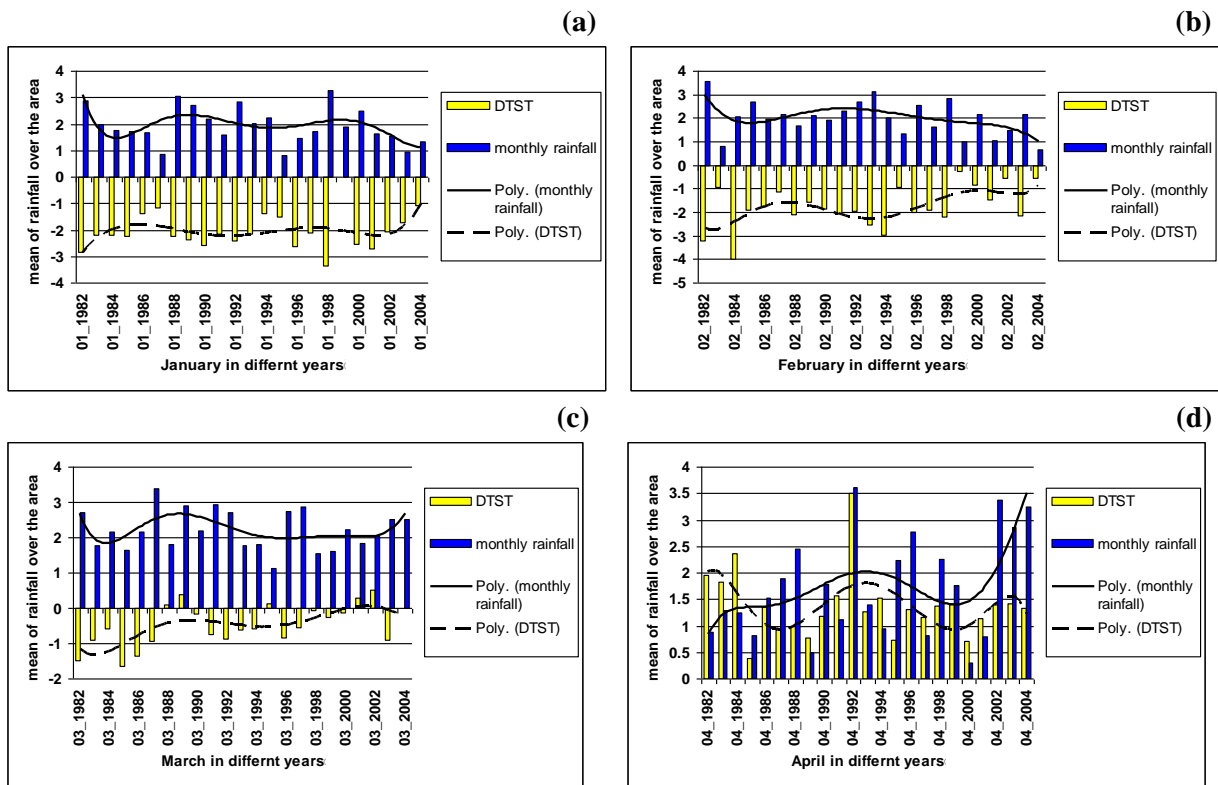 (a)
4
3
2
1
0
-1
-2
-3
-4
mean of rainfall over the area
01_1982
01_1984
01_1986
01_1988
01_1990
01_1992
01_1994
01_1996
01_1998
01_2000
01_2002
01_2004
January in differnt years
DTST
monthly rainfall
Poly. (monthly
rainfall)
Poly. (DTST)
(b)
4
3
2
1
0
-1
-2
-3
-4
-5
mean of rainfall over the area
02_1982
02_1984
02_1986
02_1988
02_1990
02_1992
02_1994
02_1996
02_1998
02_2000
02_2002
02_2004
February in differnt years
DTST
monthly rainfall
Poly. (monthly
rainfall)
Poly. (DTST)
(c)
4
3
2
1
0
-1
-2
mean of rainfall over the area
03_1982
03_1984
03_1986
03_1988
03_1990
03_1992
03_1994
03_1996
03_1998
03_2000
03_2002
03_2004
March in differnt years
DTST
monthly rainfall
Poly. (monthly
rainfall)
Poly. (DTST)
(d)
4
3.5
3
2.5
2
1.5
1
0.5
0
mean of rainfall over the area
04_1982
04_1984
04_1986
04_1988
04_1990
04_1992
04_1994
04_1996
04_1998
04_2000
04_2002
04_2004
April in differnt years
DTST
monthly rainfall
Poly. (monthly
rainfall)
Poly. (DTST)